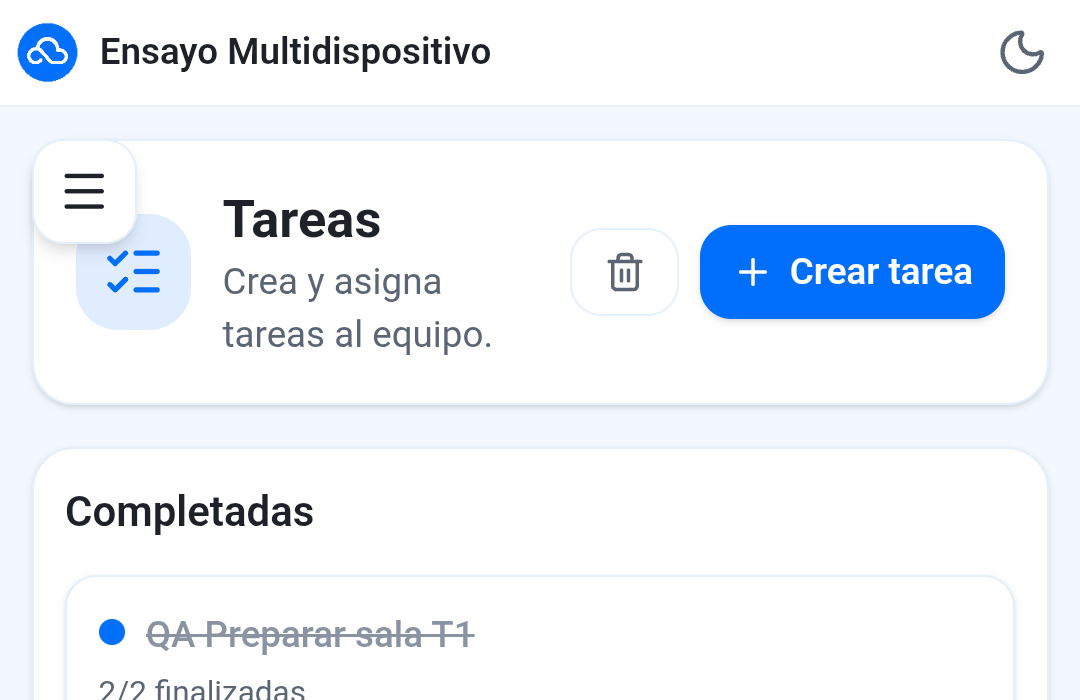 Ensayo Multidispositivo
Tareas
Crea y asigna
tareas al equipo.
Crear tarea
Completadas
QA Preparar sala T1
2/2 finalizadas